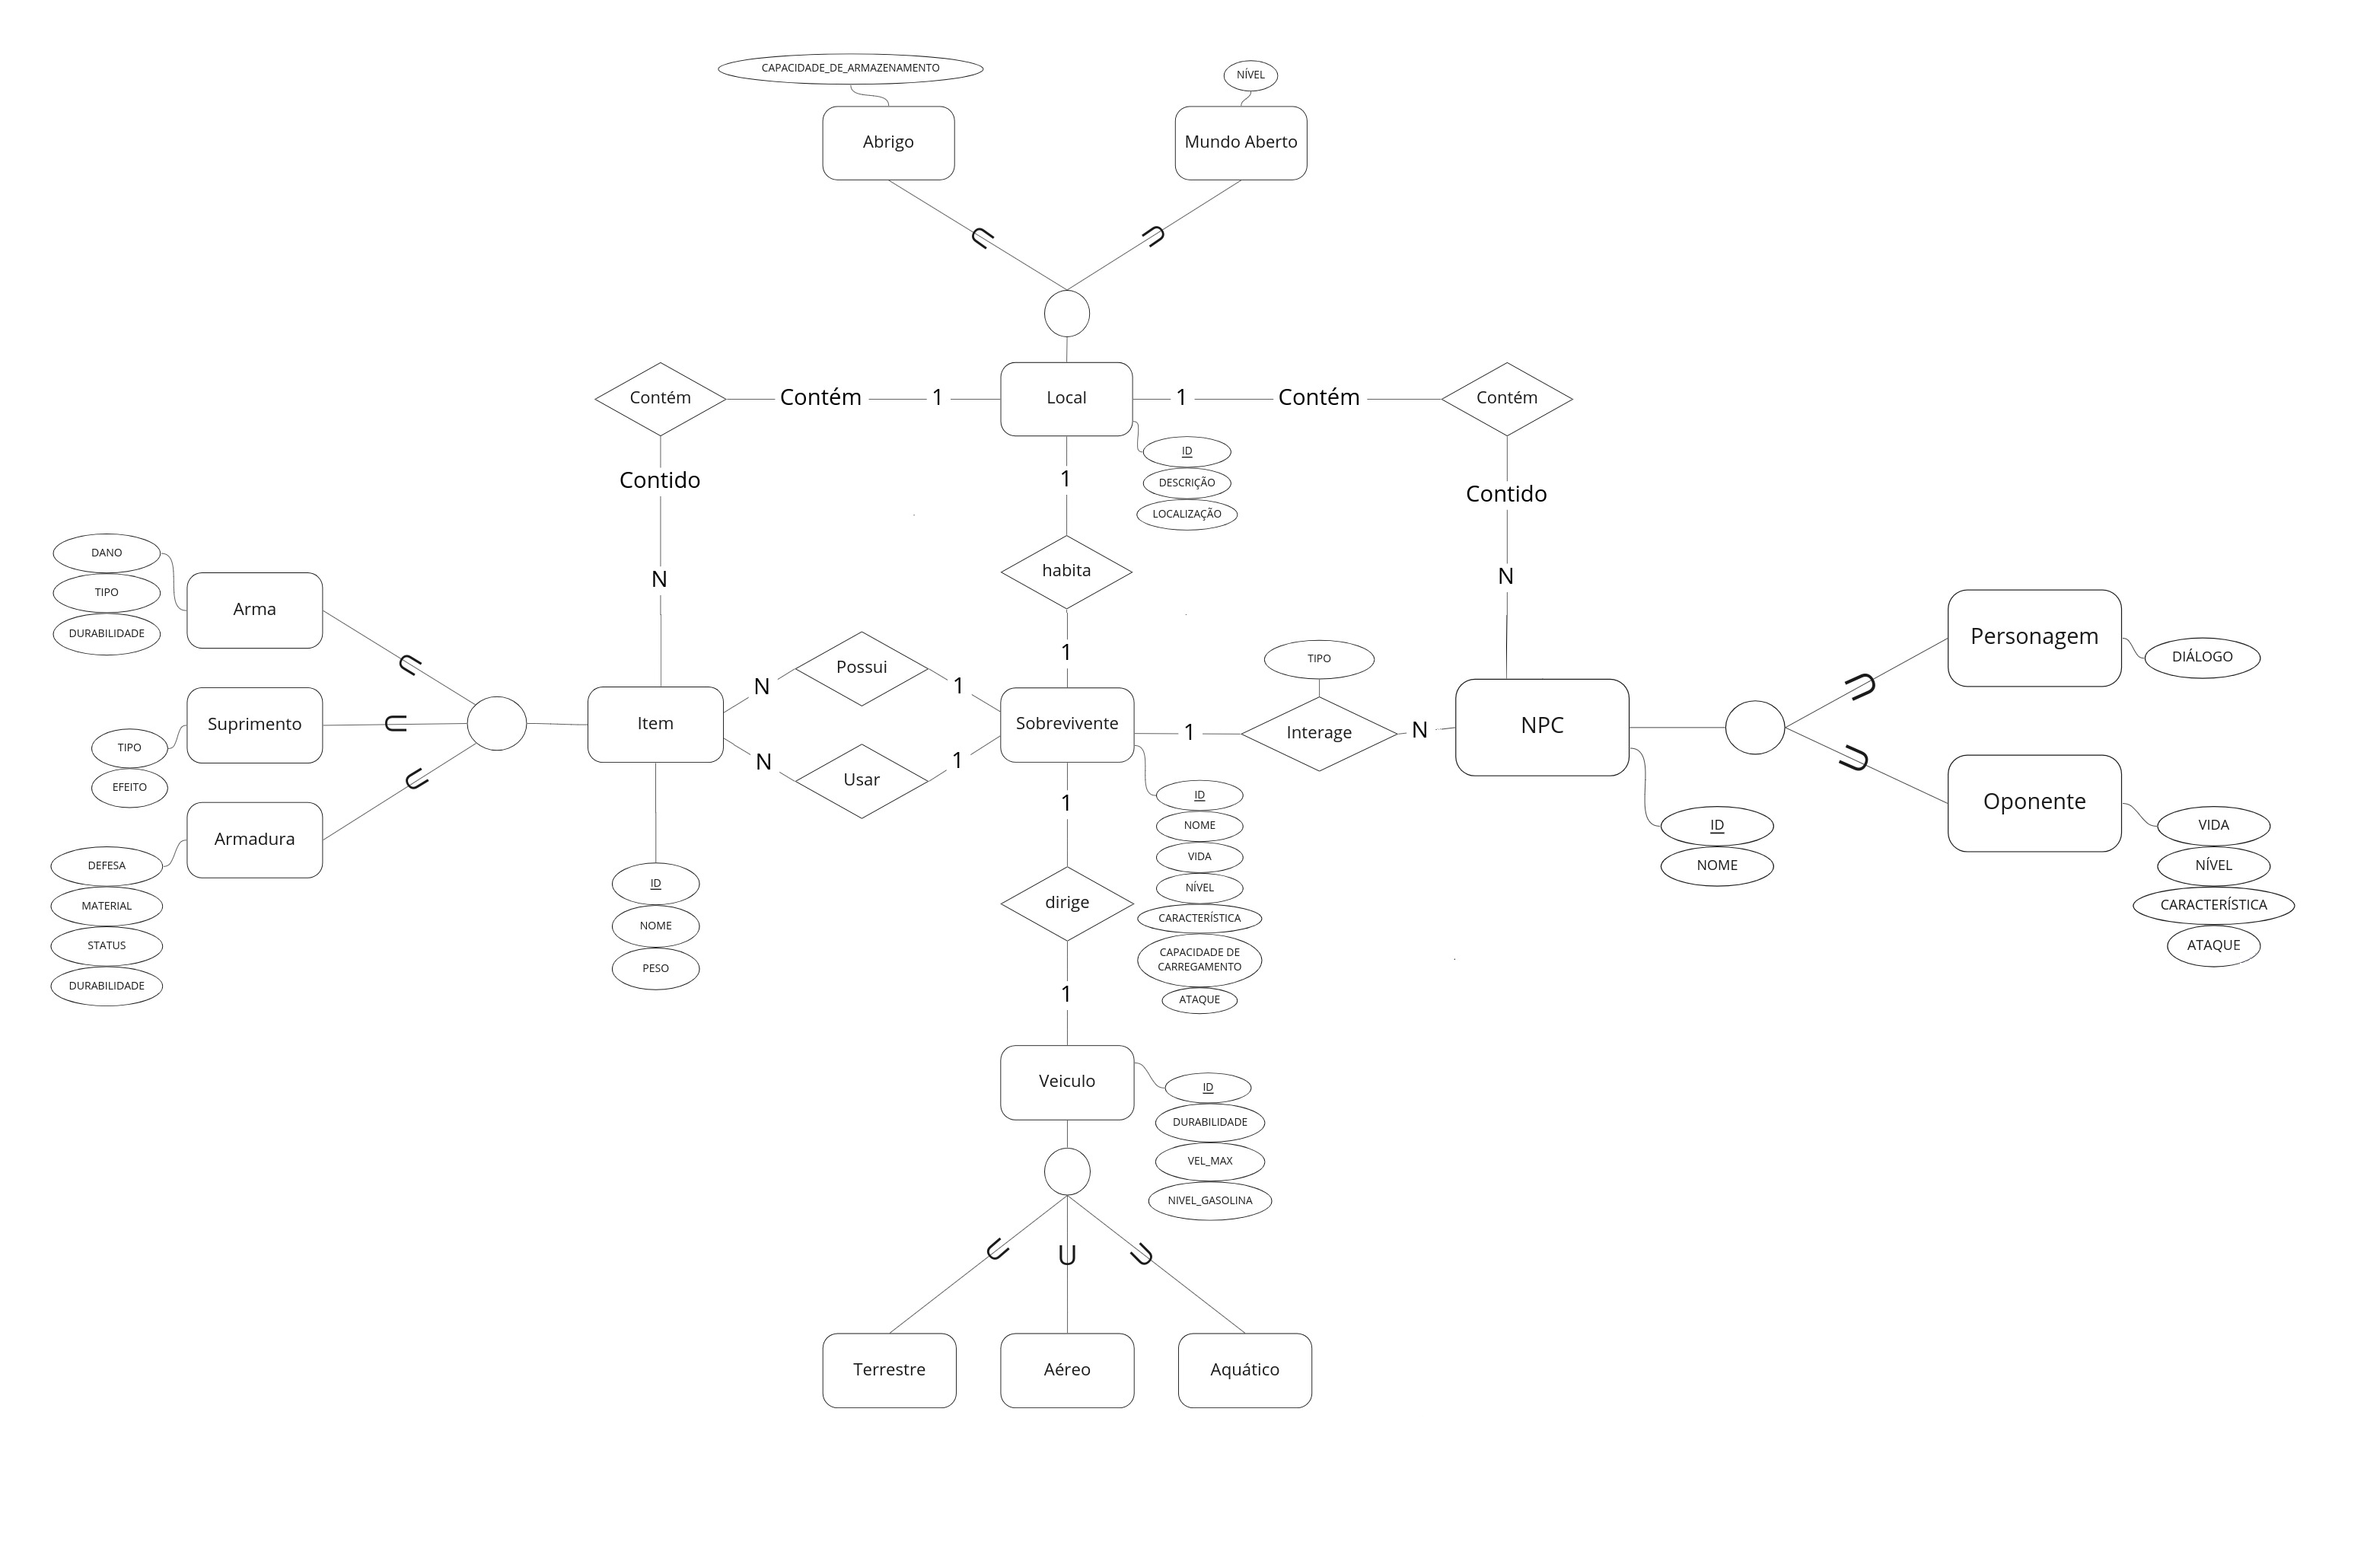 CAPACIDADE_DE_ARMAZENAMENTO
NÍVEL
Abrigo
Mundo Aberto
U
U
Contém
Contém
1
Local
1
Contém
Contém
ID
DESCRIÇÃO
LOCALIZAÇÃO
Contido
1
Contido
N
habita
N
1
DANO
TIPO
DURABILIDADE
Arma
U
Suprimento
U
TIPO
EFEITO
Armadura
U
DEFESA
MATERIAL
STATUS
DURABILIDADE
Item
ID
NOME
PESO
N
Possui
1
N
Usar
1
Sobrevivente
1
TIPO
Interage
N
NPC
ID
NOME
U
U
Personagem
DIÁLOGO
Oponente
VIDA
NÍVEL
CARACTERÍSTICA
ATAQUE
ID
NOME
VIDA
NÍVEL
CARACTERÍSTICA
CAPACIDADE DE
CARREGAMENTO
ATAQUE
1
dirige
1
Veiculo
ID
DURABILIDADE
VEL_MAX
NIVEL_GASOLINA
U
U
U
Terrestre
Aéreo
Aquático